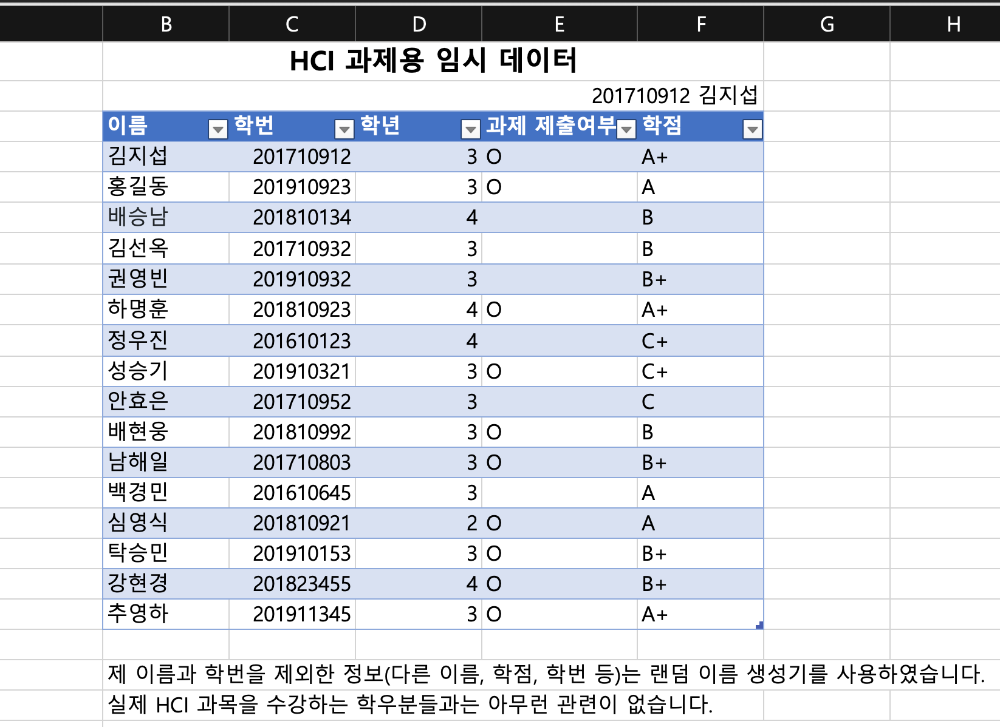 B C D E F G H
HCI 과제용 임시 데이터
201710912 김지섭
이름 학번 학년 과제 제출여부 학점
김지섭 201710912 3 O A+
홍길동 201910923 3 O A
배승남 201810134 4 B
김선옥 201710932 3 B
권영빈 201910932 3 B+
하명훈 201810923 4 O A+
정우진 201610123 4 C+
성승기 201910321 3 O C+
안효은 201710952 3 C
배현웅 201810992 3 O B
남해일 201710803 3 O B+
백경민 201610645 3 A
심영식 201810921 2 O A
탁승민 201910153 3 O B+
강현경 201823455 4 O B+
추영하 201911345 3 O A+
제 이름과 학번을 제외한 정보(다른 이름, 학점, 학번 등)는 랜덤 이름 생성기를 사용하였습니다.
실제 HCI 과목을 수강하는 학우분들과는 아무런 관련이 없습니다.